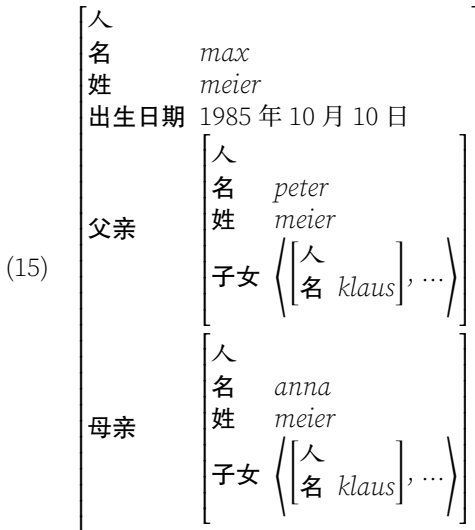 人
名 max
姓 meier
出生日期 1985 年 10 月 10 日
人
名 peter
父亲 姓 meier
子女 ⟨[人
名 klaus], …⟩
(15)
人
名 anna
母亲 姓 meier
子女 ⟨[人
名 klaus], …⟩